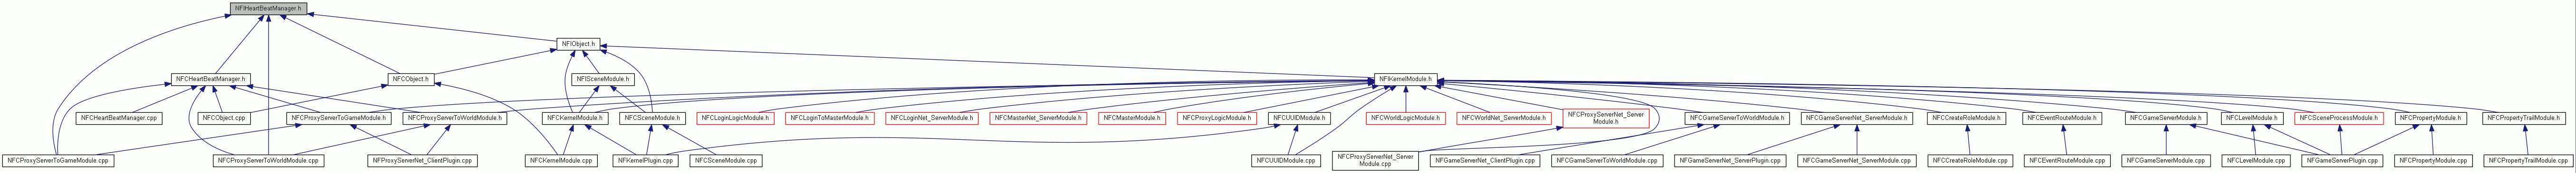 NFIHeartBeatManager.h
NFIObject.h
NFCHeartBeatManager.h
NFCObject.h
NFISceneModule.h
NFIKernelModule.h
NFCHeartBeatManager.cpp
NFCObject.cpp
NFCProxyServerToGameModule.h
NFCProxyServerToWorldModule.h
NFCKernelModule.h
NFCSceneModule.h
NFCLoginLogicModule.h
NFCLoginToMasterModule.h
NFCLoginNet_ServerModule.h
NFCMasterNet_ServerModule.h
NFCMasterModule.h
NFCProxyLogicModule.h
NFCUUIDModule.h
NFCWorldLogicModule.h
NFCWorldNet_ServerModule.h
NFCProxyServerNet_Server
Module.h
NFCGameServerToWorldModule.h
NFCGameServerNet_ServerModule.h
NFCCreateRoleModule.h
NFCEventRouteModule.h
NFCGameServerModule.h
NFCLevelModule.h
NFCSceneProcessModule.h
NFCPropertyModule.h
NFCPropertyTrailModule.h
NFCProxyServerToGameModule.cpp
NFCProxyServerToWorldModule.cpp
NFProxyServerNet_ClientPlugin.cpp
NFCKernelModule.cpp
NFKernelPlugin.cpp
NFCSceneModule.cpp
NFCUUIDModule.cpp
NFCProxyServerNet_Server
Module.cpp
NFGameServerNet_ClientPlugin.cpp
NFCGameServerToWorldModule.cpp
NFGameServerNet_ServerPlugin.cpp
NFCGameServerNet_ServerModule.cpp
NFCCreateRoleModule.cpp
NFCEventRouteModule.cpp
NFCGameServerModule.cpp
NFCLevelModule.cpp
NFGameServerPlugin.cpp
NFCPropertyModule.cpp
NFCPropertyTrailModule.cpp